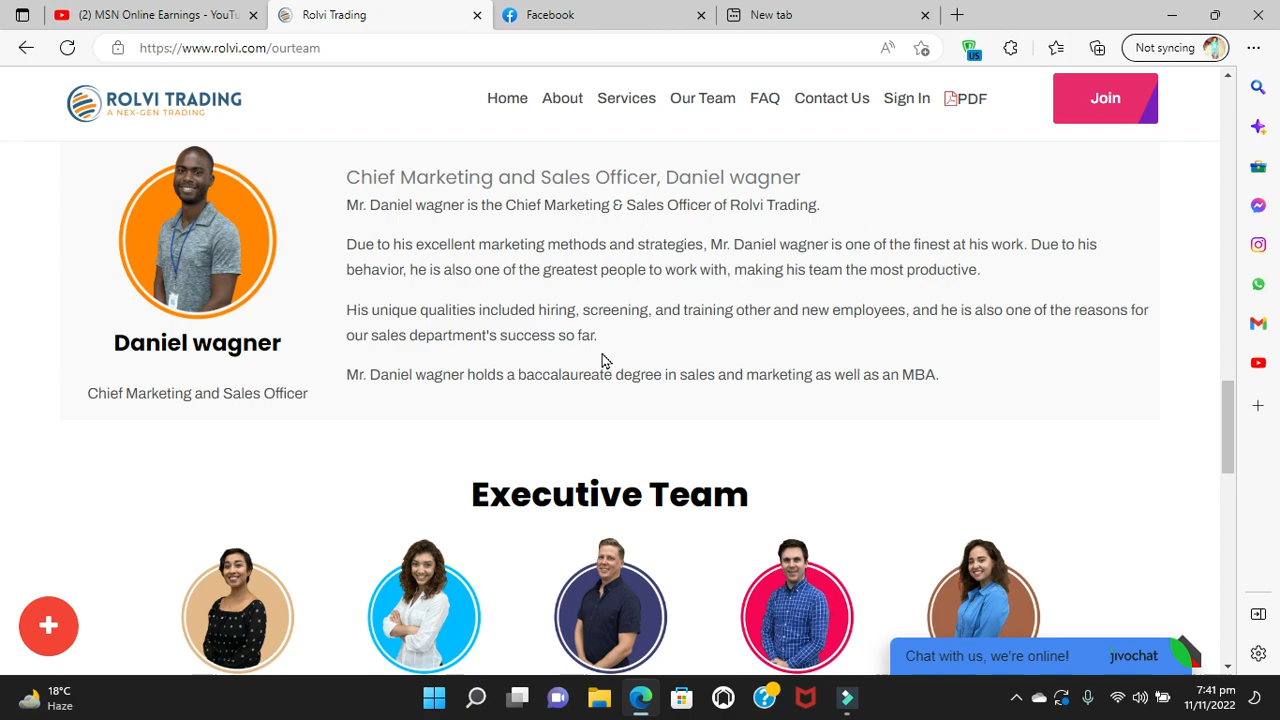 (2) MSN Online Earnings - YouTu
Rolvi Trading
Facebook
New tab
https://www.rolvi.com/ourteam
US
Not syncing
ROLVI TRADING
A NEX-GEN TRADING
Home
About
Services
Our Team
FAQ
Contact Us
Sign In
PDF
Join
Chief Marketing and Sales Officer, Daniel wagner
Mr. Daniel wagner is the Chief Marketing & Sales Officer of Rolvi Trading.
Due to his excellent marketing methods and strategies, Mr. Daniel wagner is one of the finest at his work. Due to his
behavior, he is also one of the greatest people to work with, making his team the most productive.
His unique qualities included hiring, screening, and training other and new employees, and he is also one of the reasons for
our sales department's success so far.
Mr. Daniel wagner holds a baccalaureate degree in sales and marketing as well as an MBA.
Daniel wagner
Chief Marketing and Sales Officer
Executive Team
Chat with us, we're online!
jivochat
18°C
Haze
7:41 pm
11/11/2022